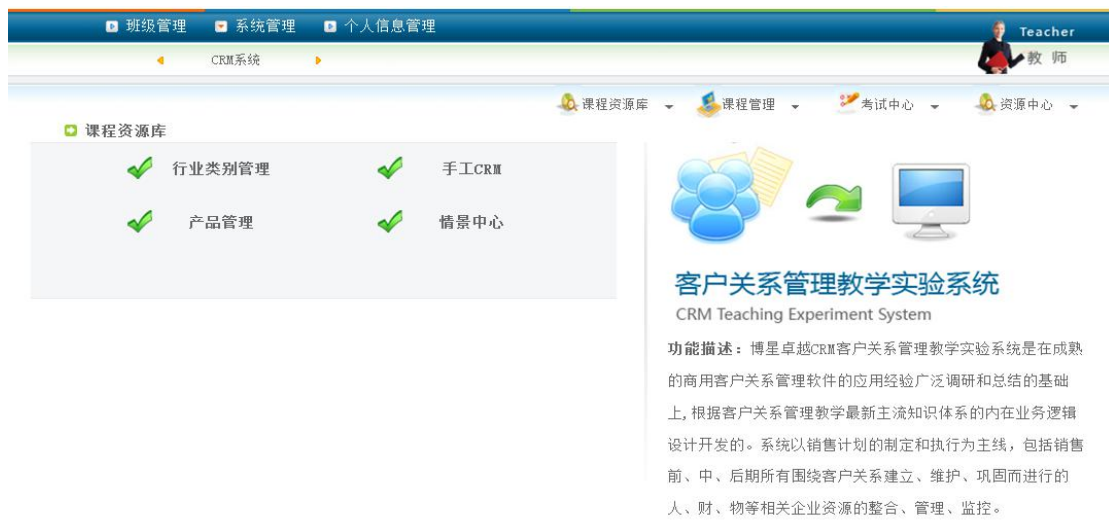 班级管理 系统管理 个人信息管理
Teacher
教 师
CRM系统
课程资源库 课程管理 考试中心 资源中心
课程资源库
行业类别管理 手工CRM
产品管理 情景中心
客户关系管理教学实验系统
CRM Teaching Experiment System
功能描述：博星卓越CRM客户关系管理教学实验系统是在成熟
的商用客户关系管理软件的应用经验广泛调研和总结的基础
上,根据客户关系管理教学最新主流知识体系的内在业务逻辑
设计开发的。系统以销售计划的制定和执行为主线，包括销售
前、中、后期所有围绕客户关系建立、维护、巩固而进行的
人、财、物等相关企业资源的整合、管理、监控。